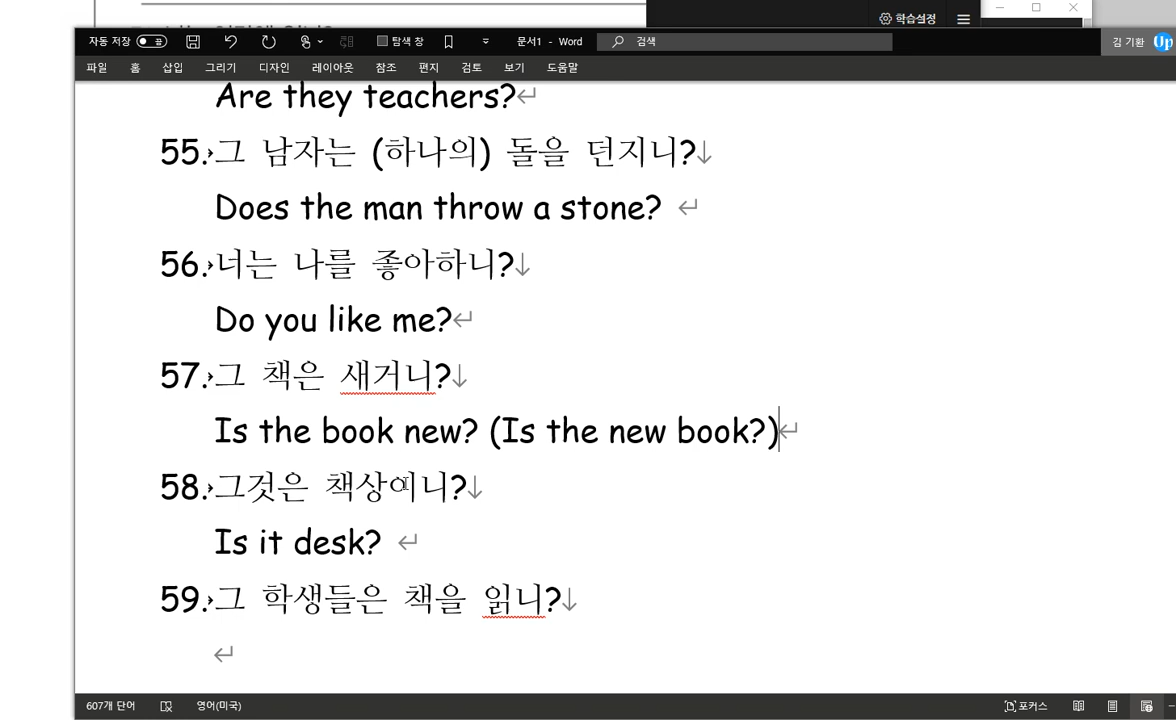 학습설정
자동 저장 끔 탐색 창 문서1 - Word 검색 김 기환 Up
파일 홈 삽입 그리기 디자인 레이아웃 참조 편지 검토 보기 도움말
Are they teachers?
55. 그 남자는 (하나의) 돌을 던지니?
Does the man throw a stone?
56. 너는 나를 좋아하니?
Do you like me?
57. 그 책은 새거니?
Is the book new? (Is the new book?)
58. 그것은 책상이니?
Is it desk?
59. 그 학생들은 책을 읽니?
607개 단어 영어(미국) 포커스